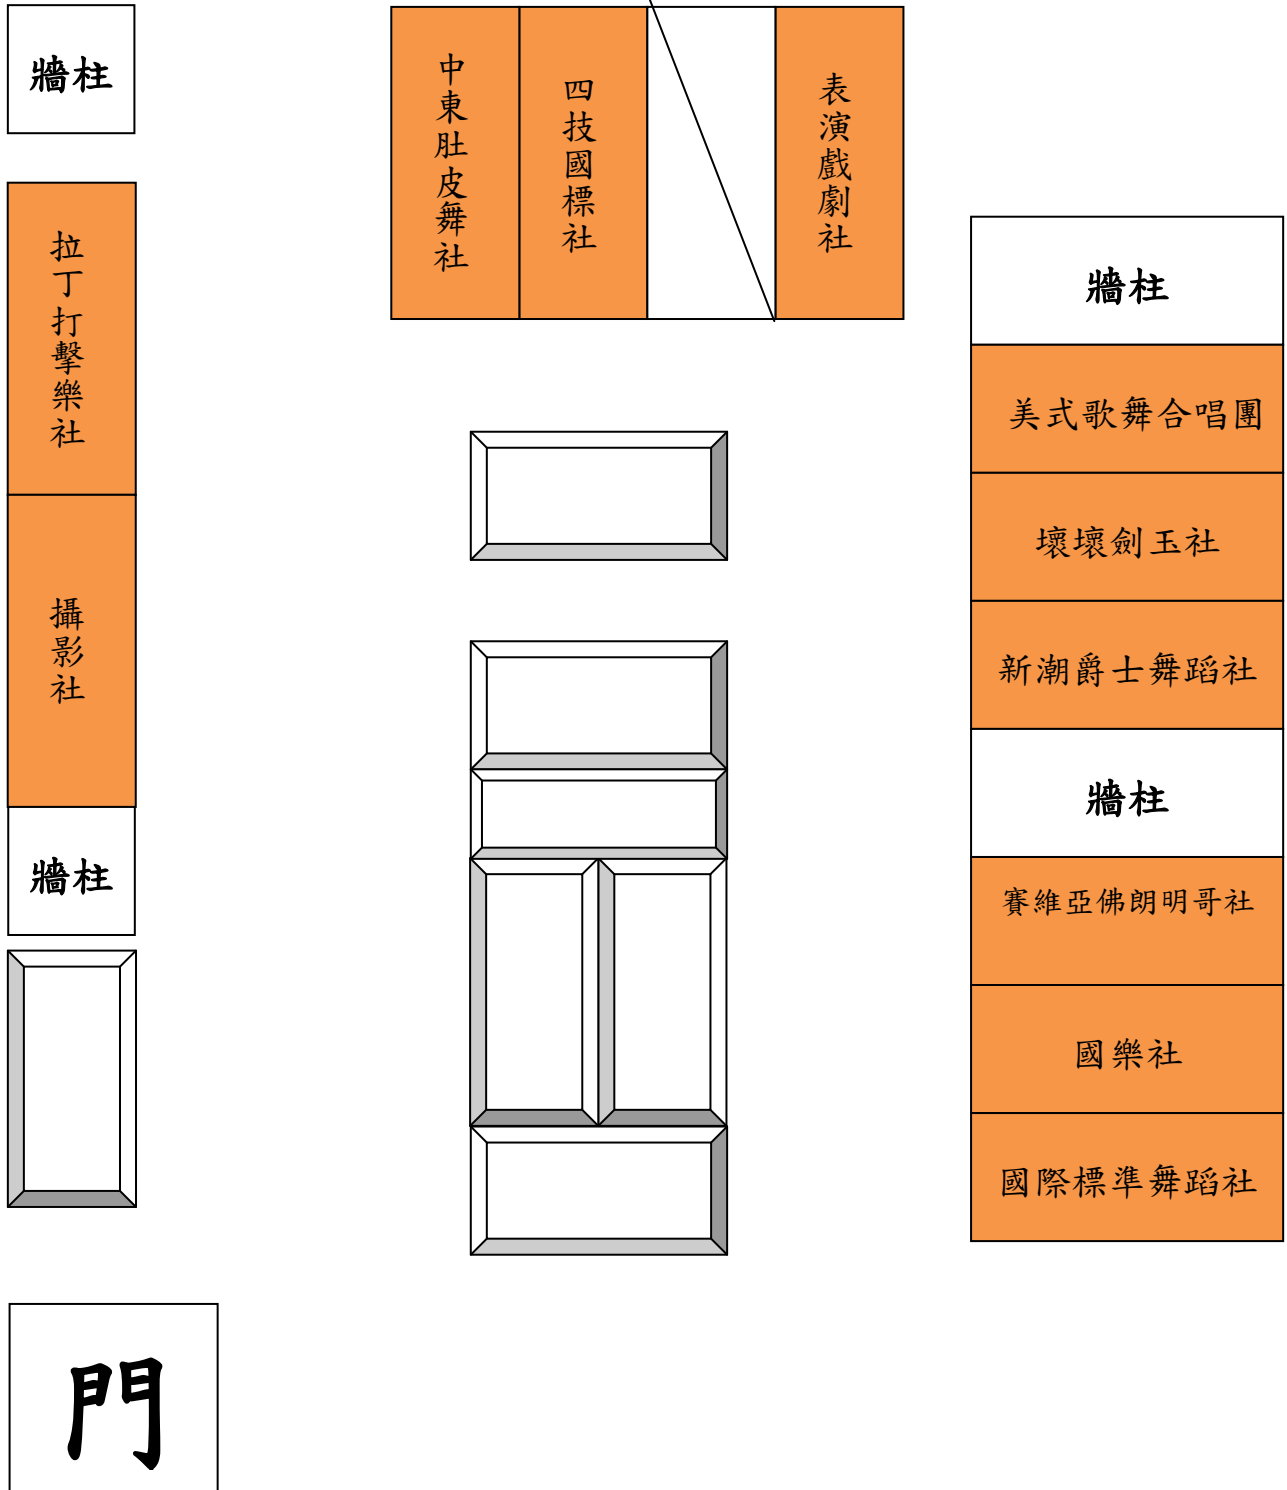 牆柱
拉丁打擊樂社
攝影社
牆柱
門
中東肚皮舞社
四技國標社
表演戲劇社
牆柱
美式歌舞合唱團
壞壞劍玉社
新潮爵士舞蹈社
牆柱
賽維亞佛朗明哥社
國樂社
國際標準舞蹈社